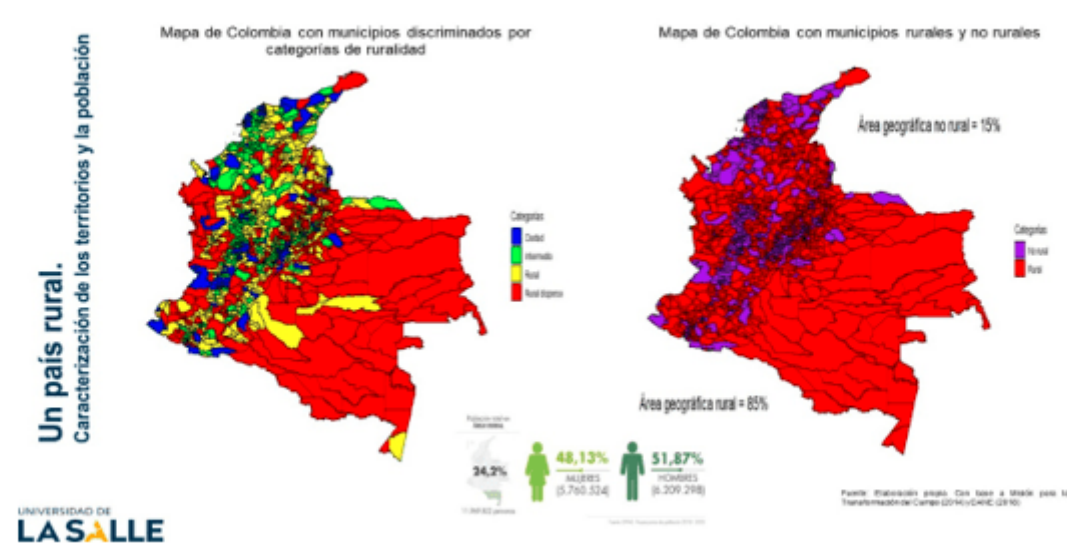 Un país rural.
Caracterización de los territorios y la población
Mapa de Colombia con municipios discriminados por
categorías de ruralidad
Categorías
Ciudad
Intermedio
Rural
Rural disperso
Mapa de Colombia con municipios rurales y no rurales
Área geográfica no rural = 15%
Categorías
No rural
Rural
Área geográfica rural = 85%
24,2%
48,13%
MUJERES
(5.760.524)
51,87%
HOMBRES
(6.209.298)
Fuente: Elaboración propia. Con base a Misión para la
Transformación del Campo (2014) y DANE (2018)
UNIVERSIDAD DE
LA SALLE